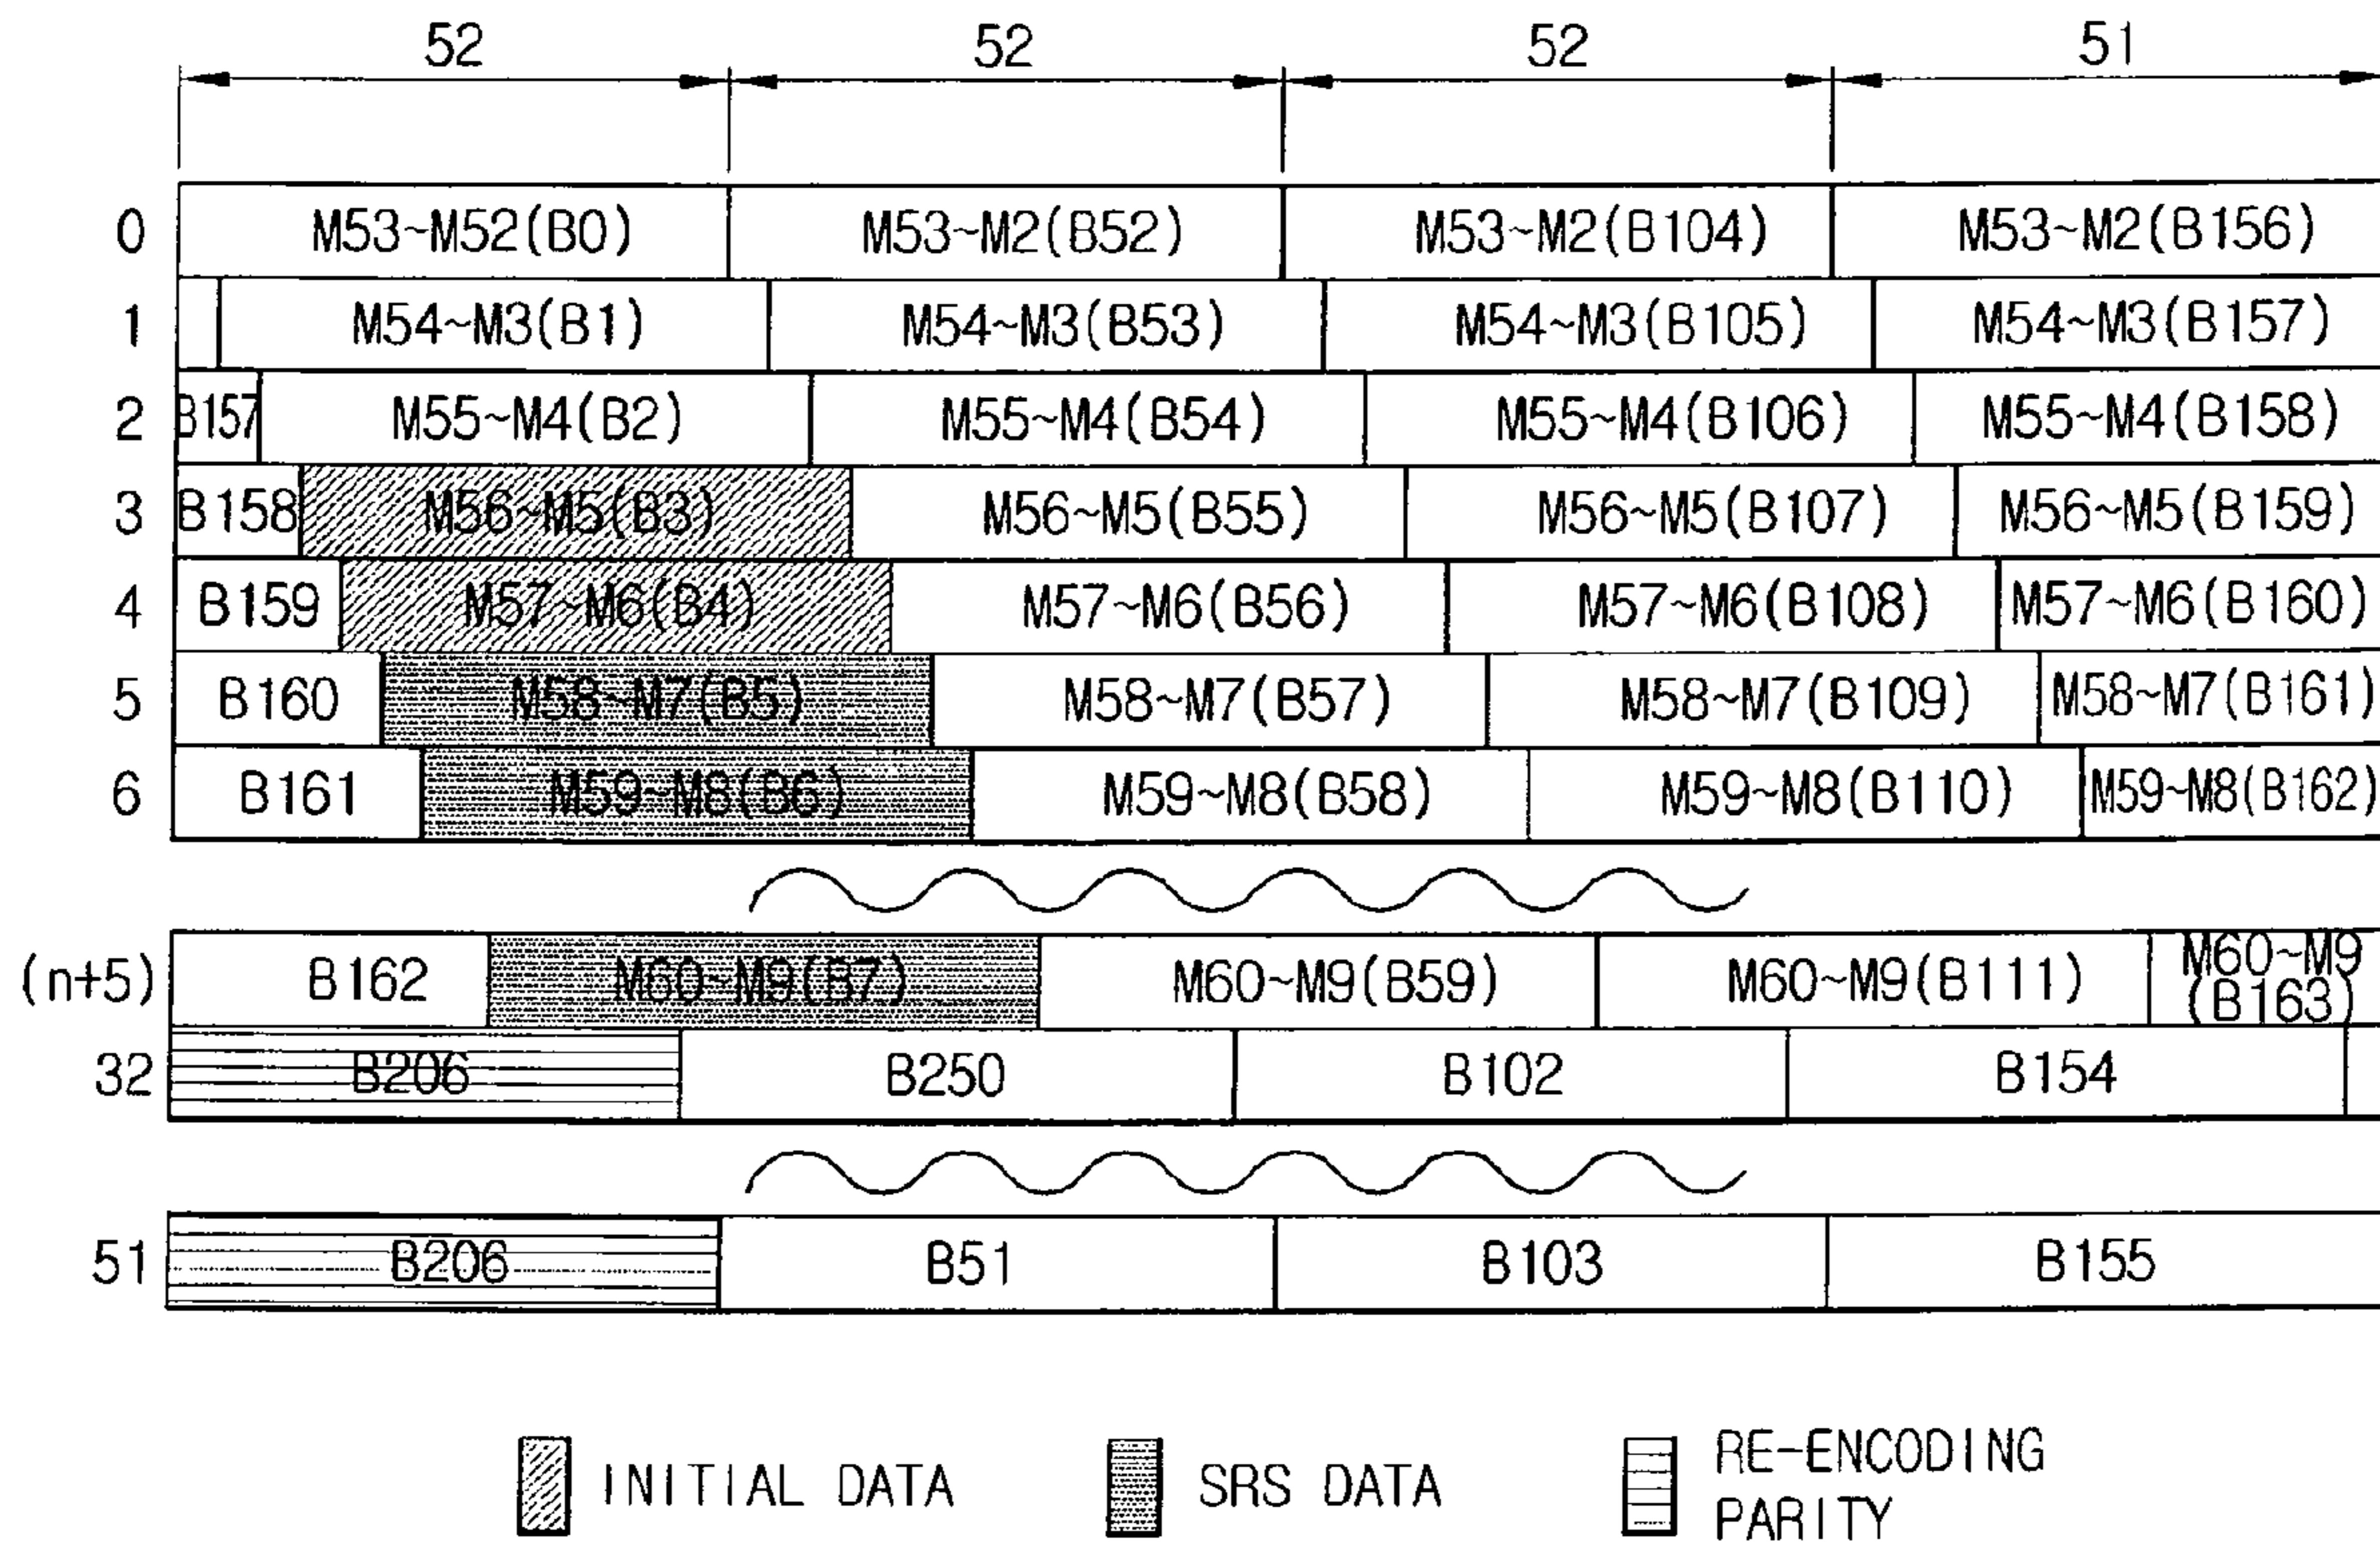 52 52 52 51
0 M53~M52(B0) M53~M2(B52) M53~M2(B104) M53~M2(B156)
1 M54~M3(B1) M54~M3(B53) M54~M3(B105) M54~M3(B157)
2 B157 M55~M4(B2) M55~M4(B54) M55~M4(B106) M55~M4(B158)
3 B158 M56~M5(B3) M56~M5(B55) M56~M5(B107) M56~M5(B159)
4 B159 M57~M6(B4) M57~M6(B56) M57~M6(B108) M57~M6(B160)
5 B160 M58~M7(B5) M58~M7(B57) M58~M7(B109) M58~M7(B161)
6 B161 M59~M8(B6) M59~M8(B58) M59~M8(B110) M59~M8(B162)
(n+5) B162 M60~M9(B7) M60~M9(B59) M60~M9(B111) M60~M9
(B163)
32 B206 B250 B102 B154
51 B206 B51 B103 B155
INITIAL DATA SRS DATA RE-ENCODING
PARITY